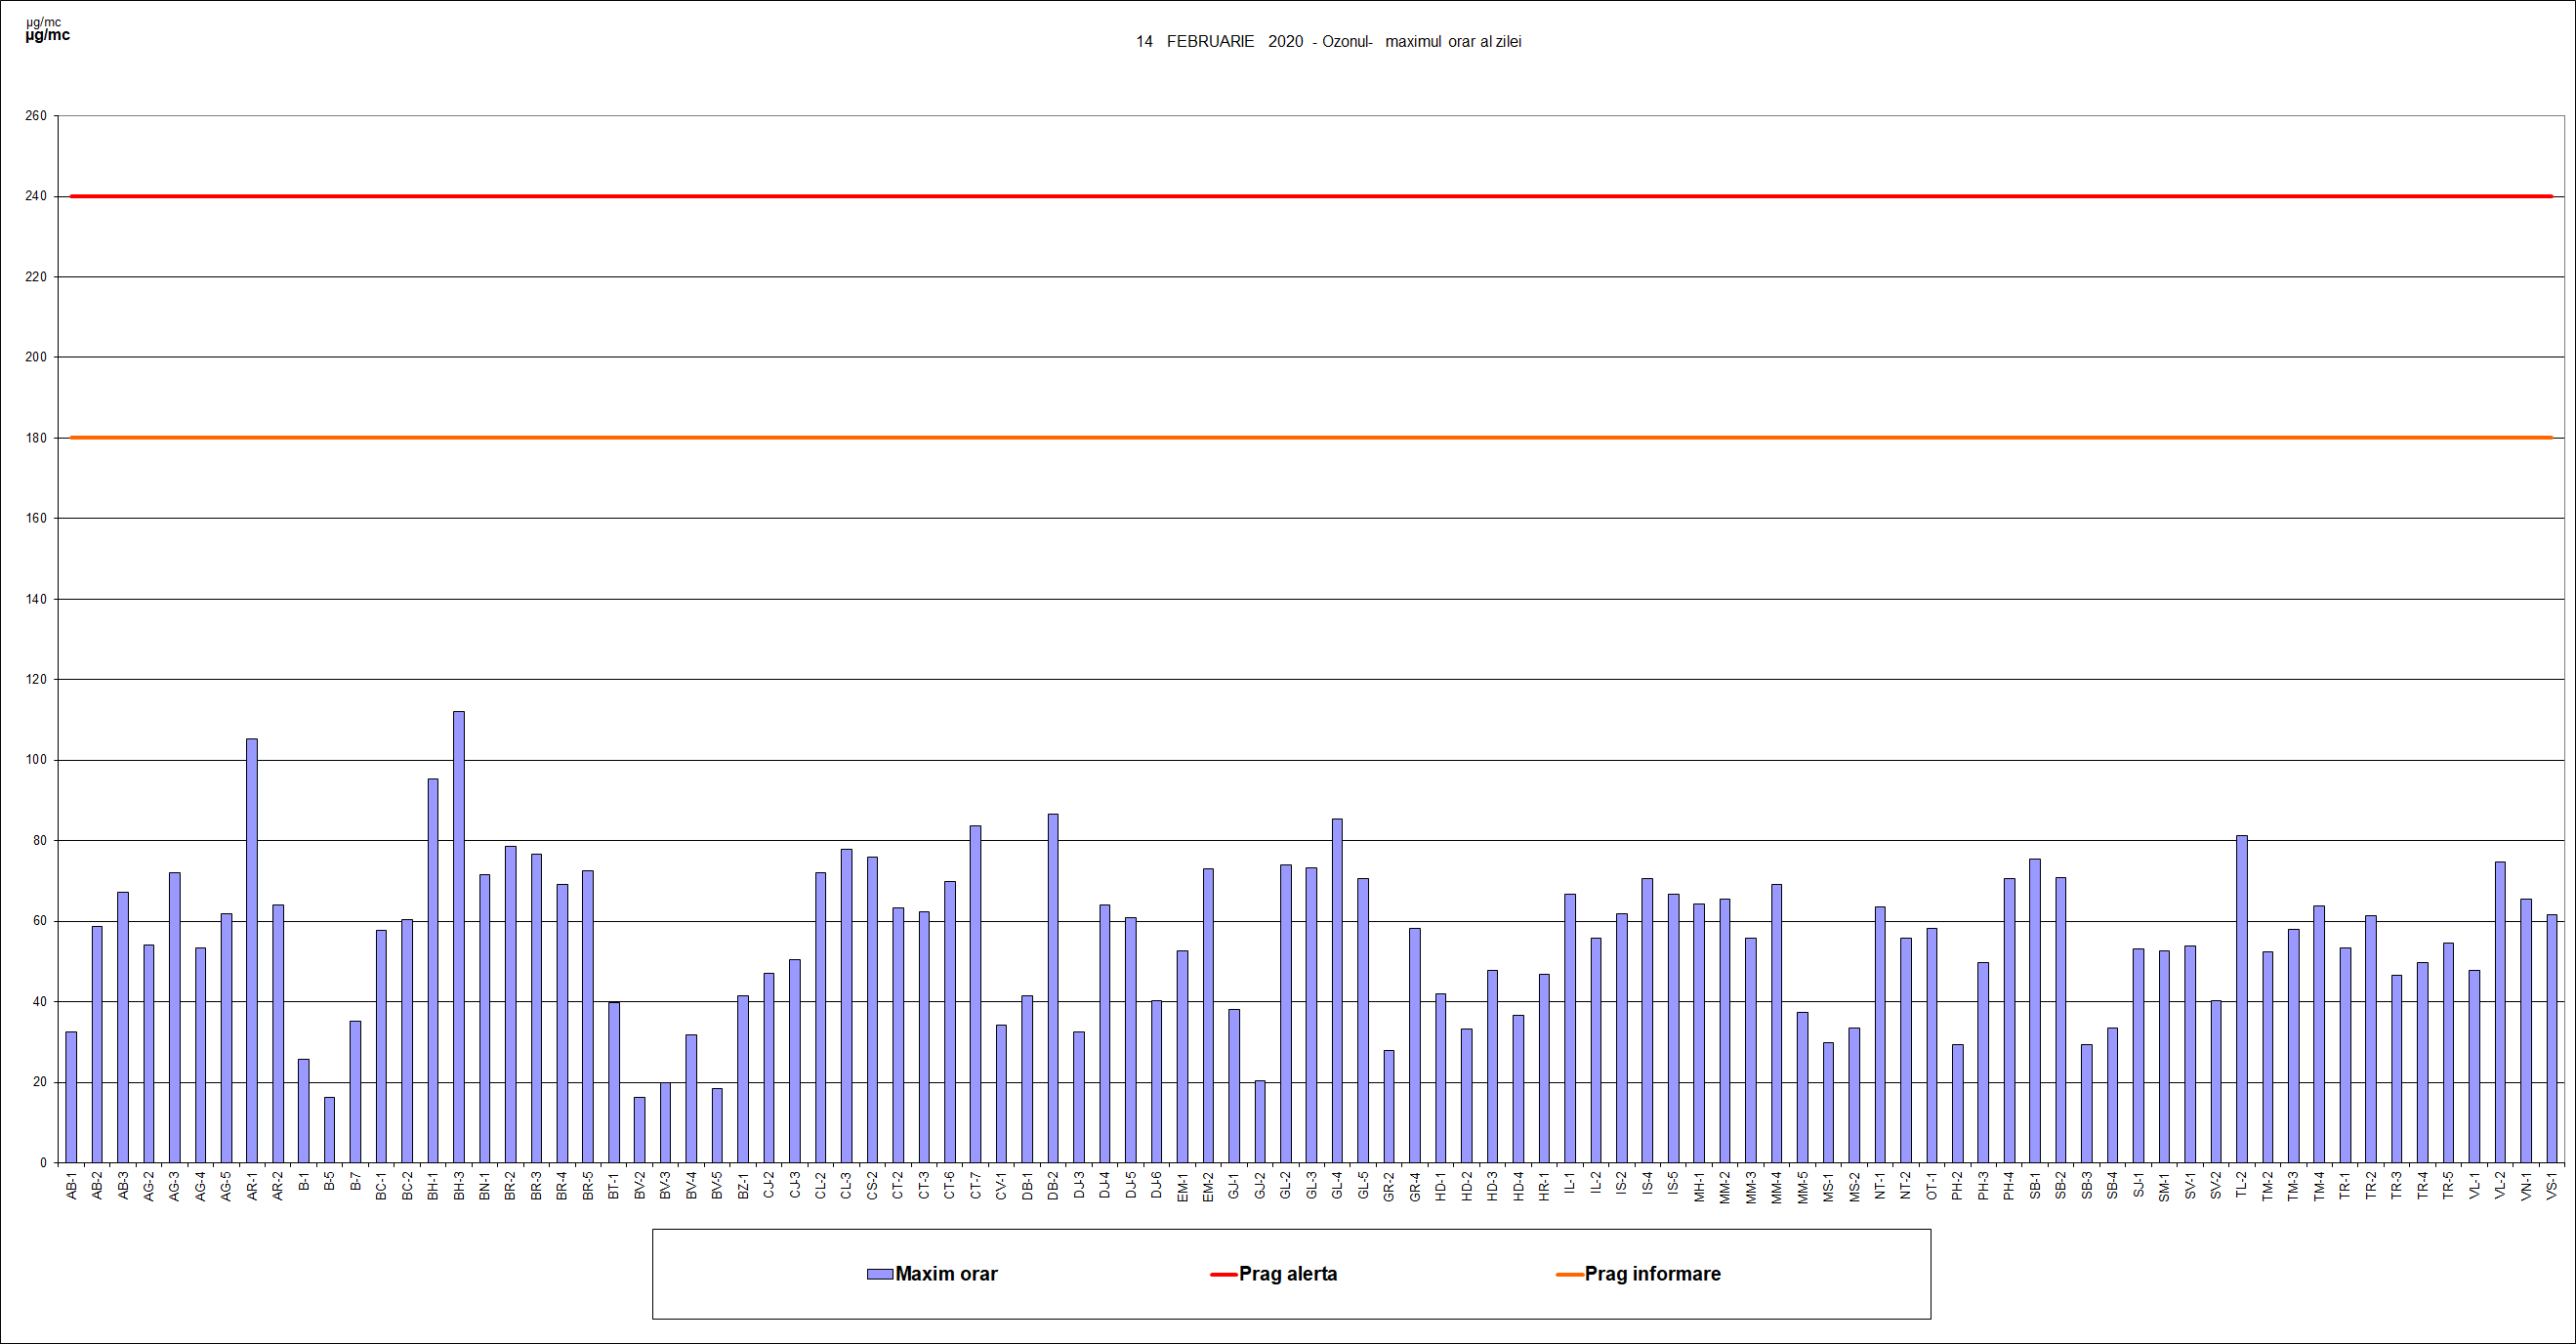 µg/mc
µg/mc
14 FEBRUARIE 2020 - Ozonul- maximul orar al zilei
260
240
220
200
180
160
140
120
100
80
60
40
20
0
AB-1
AB-2
AB-3
AG-2
AG-3
AG-4
AG-5
AR-1
AR-2
B-1
B-5
B-7
BC-1
BC-2
BH-1
BH-3
BN-1
BR-2
BR-3
BR-4
BR-5
BT-1
BV-2
BV-3
BV-4
BV-5
BZ-1
CJ-2
CJ-3
CL-2
CL-3
CS-2
CT-2
CT-3
CT-6
CT-7
CV-1
DB-1
DB-2
DJ-3
DJ-4
DJ-5
DJ-6
EM-1
EM-2
GJ-1
GJ-2
GL-2
GL-3
GL-4
GL-5
GR-2
GR-4
HD-1
HD-2
HD-3
HD-4
HR-1
IL-1
IL-2
IS-2
IS-4
IS-5
MH-1
MM-2
MM-3
MM-4
MM-5
MS-1
MS-2
NT-1
NT-2
OT-1
PH-2
PH-3
PH-4
SB-1
SB-2
SB-3
SB-4
SJ-1
SM-1
SV-1
SV-2
TL-2
TM-2
TM-3
TM-4
TR-1
TR-2
TR-3
TR-4
TR-5
VL-1
VL-2
VN-1
VS-1
Maxim orar
Prag alerta
Prag informare